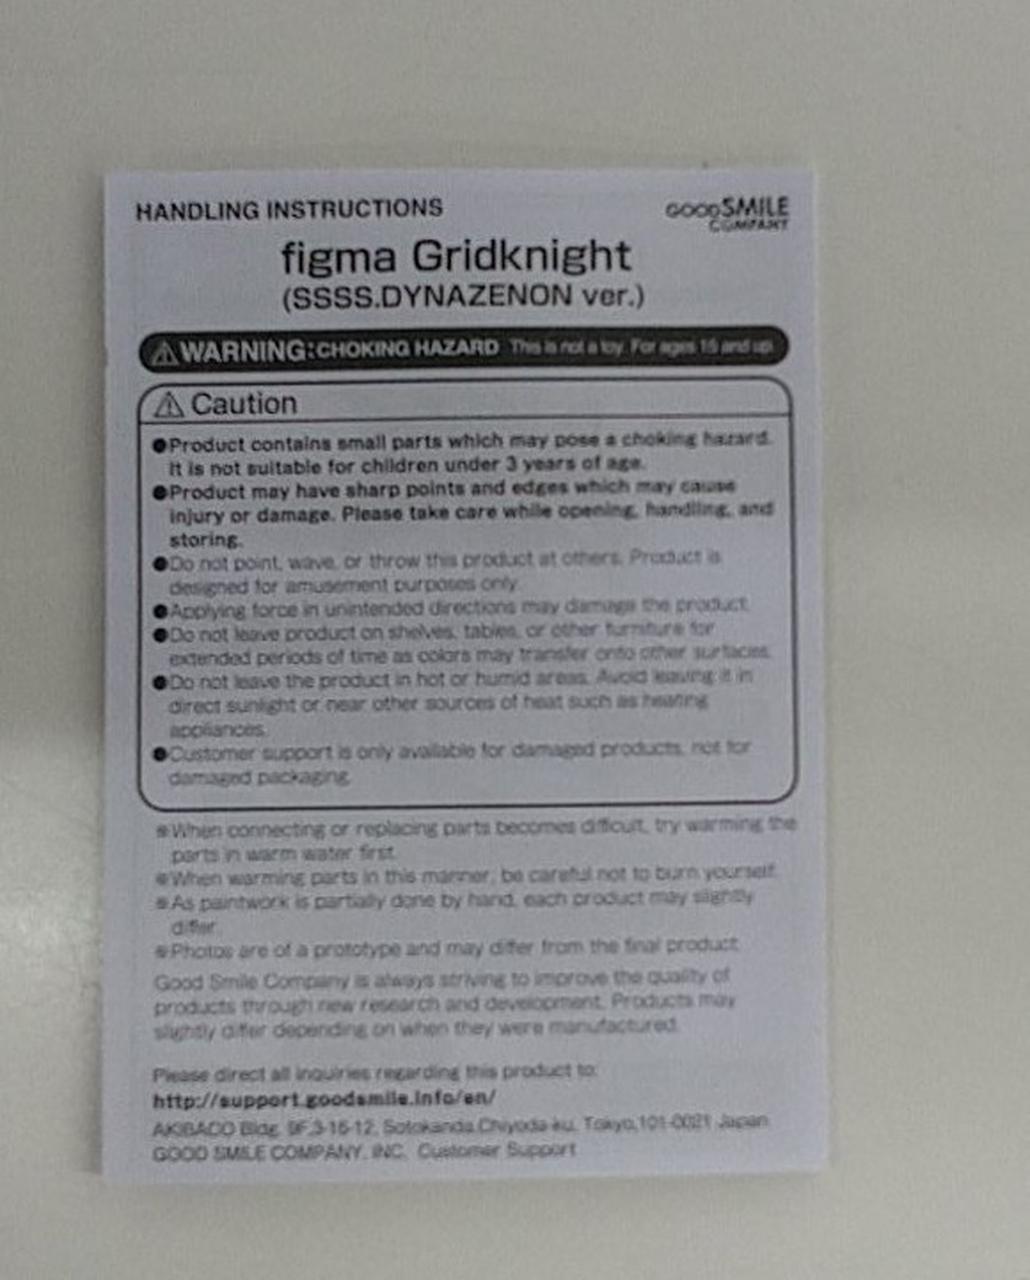 HANDLING INSTRUCTIONS
GOOD SMILE
COMPANY
figma Gridknight
(SSSS.DYNAZENON ver.)
WARNING:CHOKING HAZARD This is not a toy. For ages 15 and up.
Caution
●Product contains small parts which may pose a choking hazard.
It is not suitable for children under 3 years of age.
●Product may have sharp points and edges which may cause
injury or damage. Please take care while opening, handling, and
storing.
●Do not point, wave, or throw this product at others. Product is
designed for amusement purposes only.
●Applying force in unintended directions may damage the product.
●Do not leave product on shelves, tables, or other furniture for
extended periods of time as colors may transfer onto other surfaces.
●Do not leave the product in hot or humid areas. Avoid leaving it in
direct sunlight or near other sources of heat such as heating
appliances.
●Customer support is only available for damaged products, not for
damaged packaging.
※When connecting or replacing parts becomes difficult, try warming the
parts in warm water first.
※When warming parts in this manner, be careful not to burn yourself.
※As paintwork is partially done by hand, each product may slightly
differ.
※Photos are of a prototype and may differ from the final product.
Good Smile Company is always striving to improve the quality of
products through new research and development. Products may
slightly differ depending on when they were manufactured.
Please direct all inquiries regarding this product to:
http://support.goodsmile.info/en/
AKIBACO Bldg. 9F,3-16-12, Sotokanda,Chiyoda-ku, Tokyo,101-0021 Japan
GOOD SMILE COMPANY, INC. Customer Support